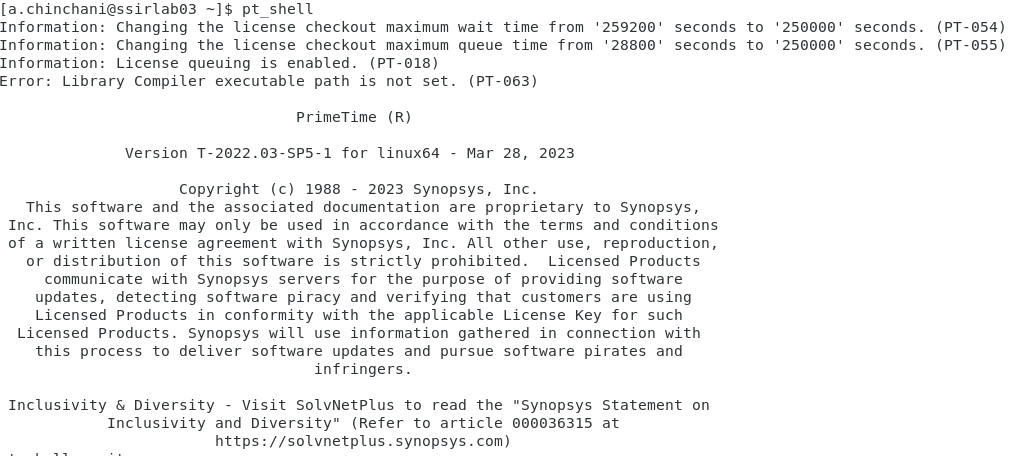 [a.chinchani@ssirlab03 ~]$ pt_shell
Information: Changing the license checkout maximum wait time from '259200' seconds to '250000' seconds. (PT-054)
Information: Changing the license checkout maximum queue time from '28800' seconds to '250000' seconds. (PT-055)
Information: License queuing is enabled. (PT-018)
Error: Library Compiler executable path is not set. (PT-063)
PrimeTime (R)
Version T-2022.03-SP5-1 for linux64 - Mar 28, 2023
Copyright (c) 1988 - 2023 Synopsys, Inc.
This software and the associated documentation are proprietary to Synopsys,
Inc. This software may only be used in accordance with the terms and conditions
of a written license agreement with Synopsys, Inc. All other use, reproduction,
or distribution of this software is strictly prohibited.  Licensed Products
communicate with Synopsys servers for the purpose of providing software
updates, detecting software piracy and verifying that customers are using
Licensed Products in conformity with the applicable License Key for such
Licensed Products. Synopsys will use information gathered in connection with
this process to deliver software updates and pursue software pirates and
infringers.
Inclusivity & Diversity - Visit SolvNetPlus to read the "Synopsys Statement on
Inclusivity and Diversity" (Refer to article 000036315 at
https://solvnetplus.synopsys.com)